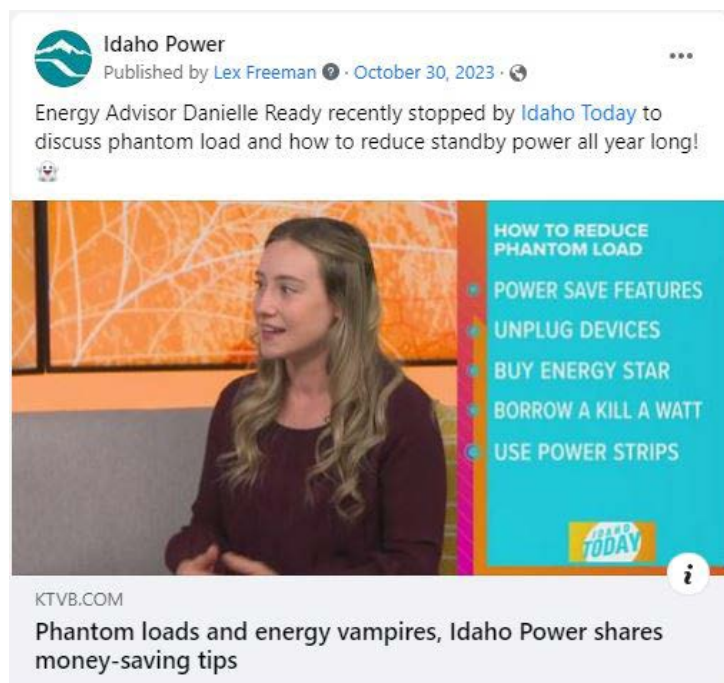 Idaho Power
Published by Lex Freeman · October 30, 2023 ·
Energy Advisor Danielle Ready recently stopped by Idaho Today to
discuss phantom load and how to reduce standby power all year long!
HOW TO REDUCE
PHANTOM LOAD
POWER SAVE FEATURES
UNPLUG DEVICES
BUY ENERGY STAR
BORROW A KILL A WATT
USE POWER STRIPS
IDAHO
TODAY
i
KTVB.COM
Phantom loads and energy vampires, Idaho Power shares
money-saving tips